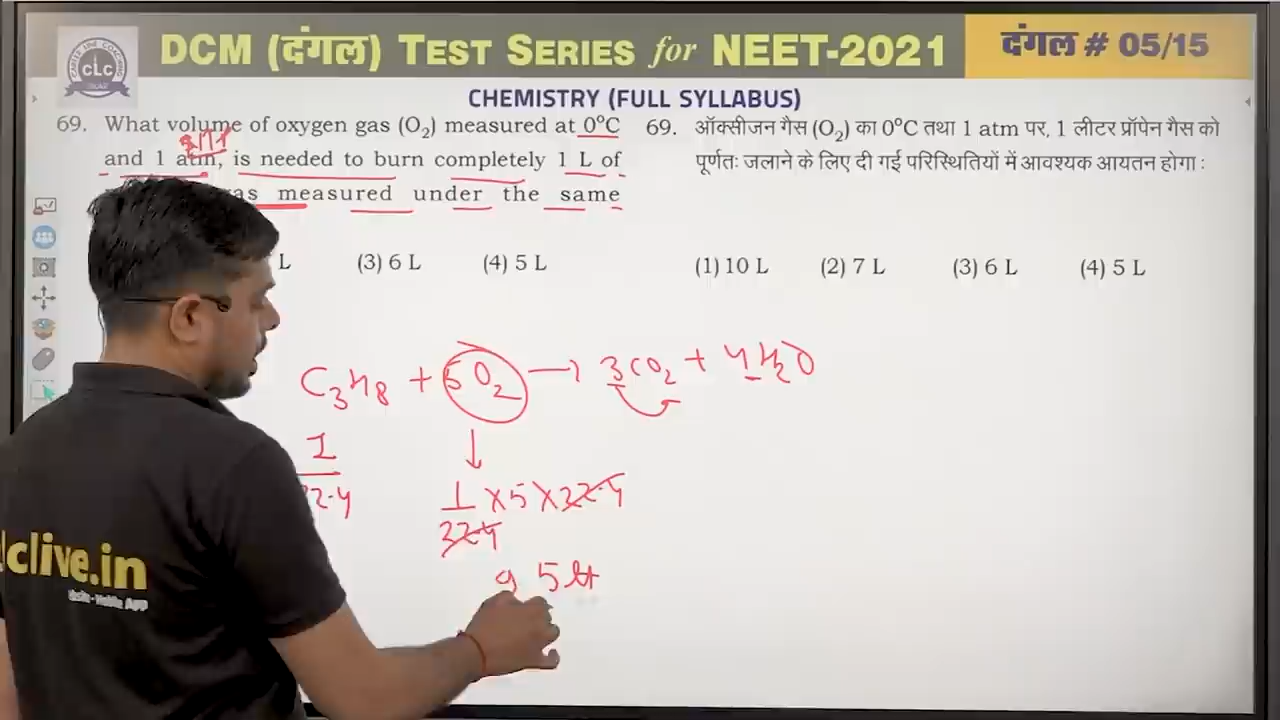 DCM (दंगल) TEST SERIES for NEET-2021
दंगल # 05/15
CLC
CHEMISTRY (FULL SYLLABUS)
69. What volume of oxygen gas (O₂) measured at 0°C
and 1 atm, is needed to burn completely 1 L of
as measured under the same
L (3) 6 L (4) 5 L
69. ऑक्सीजन गैस (O₂) का 0°C तथा 1 atm पर, 1 लीटर प्रॉपेन गैस को
पूर्णतः जलाने के लिए दी गई परिस्थितियों में आवश्यक आयतन होगा :
(1) 10 L (2) 7 L (3) 6 L (4) 5 L
C₃H₈ + 5O₂ → 3CO₂ + 4H₂O
1
22.4
1 × 5 × 22.4
22.4
5 lt
clive.in